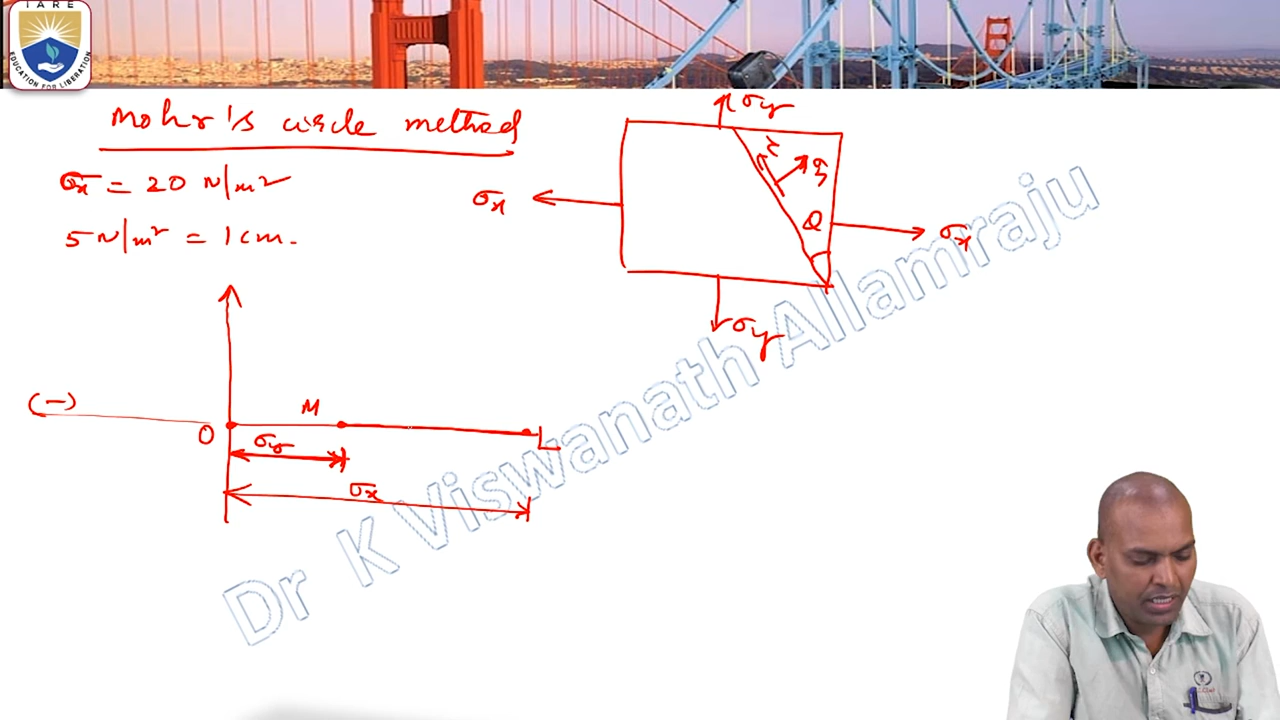 IARE
EDUCATION FOR LIBERATION
Mohr's circle method
σx = 20 N/m²
5 N/m² = 1 cm.
σy
τ
σx
θ
σx
σy
(-)
M
O
L
σy
σx
Dr K Viswanath Allamraju